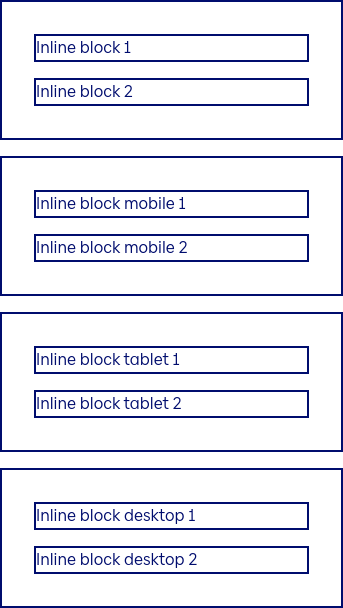 Inline block 1
Inline block 2
Inline block mobile 1
Inline block mobile 2
Inline block tablet 1
Inline block tablet 2
Inline block desktop 1
Inline block desktop 2